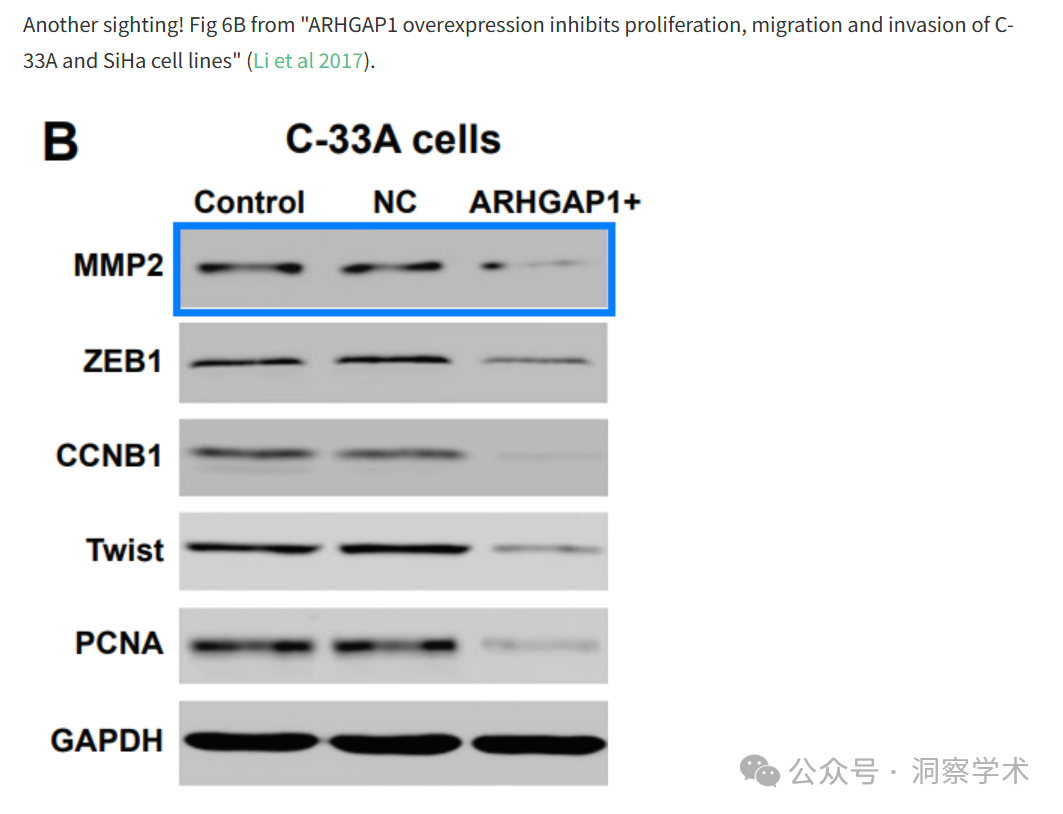 Another sighting! Fig 6B from "ARHGAP1 overexpression inhibits proliferation, migration and invasion of C-
33A and SiHa cell lines" (Li et al 2017).
B
C-33A cells
Control NC ARHGAP1+
MMP2
ZEB1
CCNB1
Twist
PCNA
GAPDH
公众号 · 洞察学术